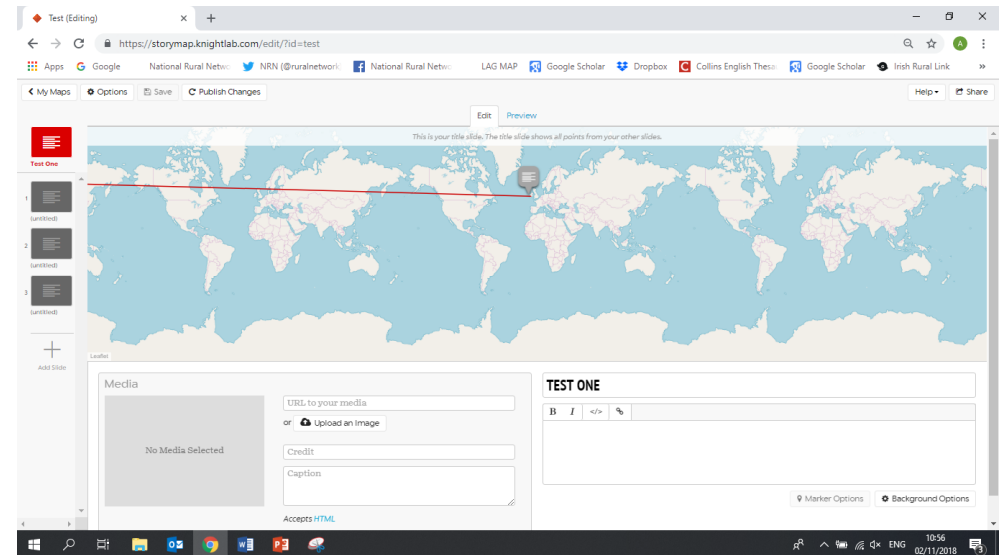 Test (Editing)
https://storymap.knightlab.com/edit/?id=test
A
Apps Google National Rural Netwo NRN (@ruralnetwork) National Rural Netwo LAG MAP Google Scholar Dropbox Collins English Thesa Google Scholar Irish Rural Link »
My Maps Options Save Publish Changes Help Share
Edit Preview
This is your title slide. The title slide shows all points from your other slides.
Test One
1
(untitled)
2
(untitled)
3
(untitled)
Add Slide
Leaflet
Media
No Media Selected
URL to your media
or Upload an Image
Credit
Caption
Accepts HTML
TEST ONE
B I </>
Marker Options Background Options
ENG 10:56
02/11/2018
3